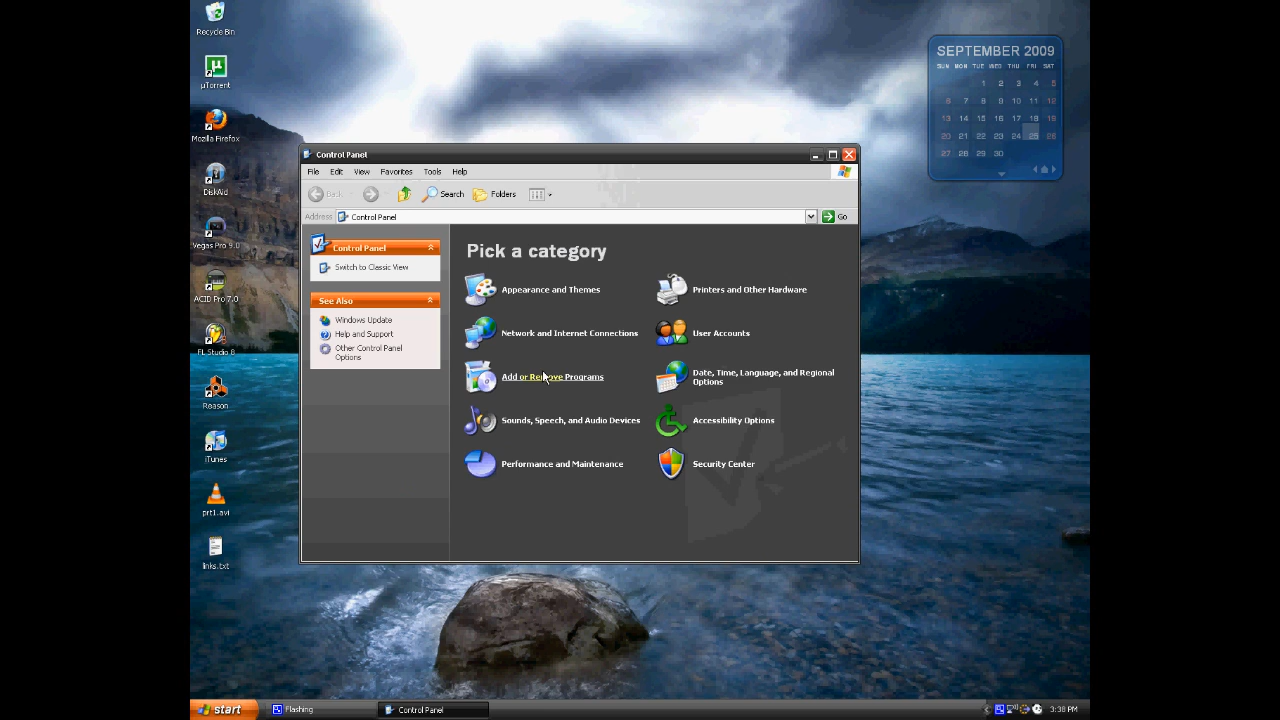 Recycle Bin
µTorrent
Mozilla Firefox
DiskAid
Vegas Pro 9.0
ACID Pro 7.0
FL Studio 8
Reason
iTunes
prt1.avi
links.txt
SEPTEMBER 2009
SUN MON TUE WED THU FRI SAT
1 2 3 4 5
6 7 8 9 10 11 12
13 14 15 16 17 18 19
20 21 22 23 24 25 26
27 28 29 30
Control Panel
File Edit View Favorites Tools Help
Back Search Folders
Address Control Panel Go
Control Panel
Switch to Classic View
See Also
Windows Update
Help and Support
Other Control Panel
Options
Pick a category
Appearance and Themes
Printers and Other Hardware
Network and Internet Connections
User Accounts
Add or Remove Programs
Date, Time, Language, and Regional
Options
Sounds, Speech, and Audio Devices
Accessibility Options
Performance and Maintenance
Security Center
start Flashing Control Panel 3:38 PM